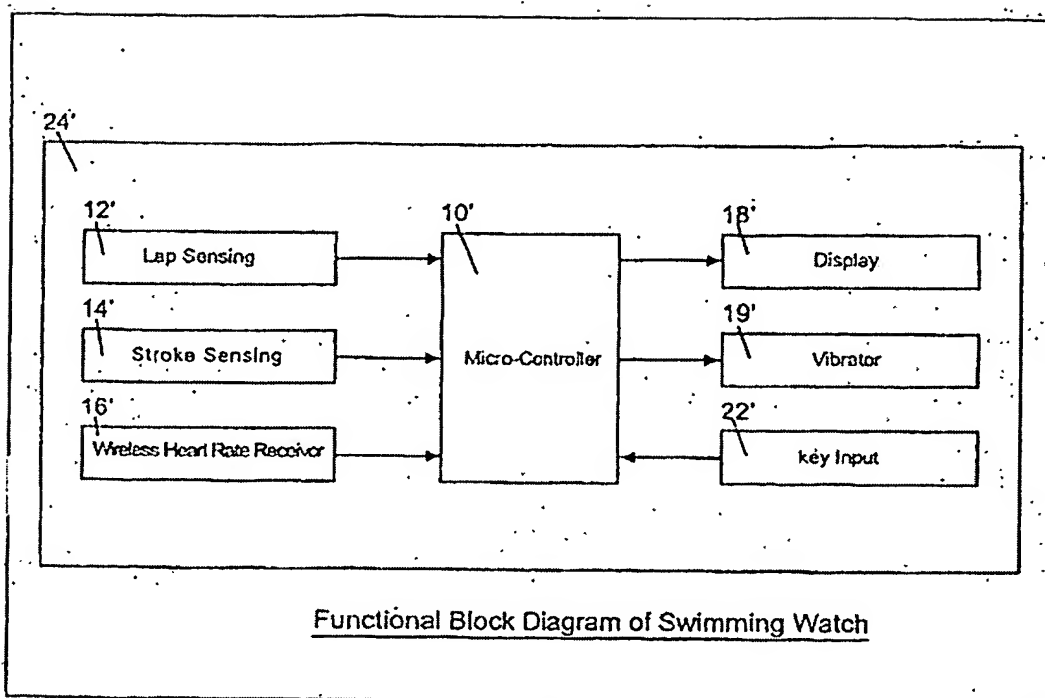 24'
12'
Lap Sensing
10'
18'
Display
14'
Stroke Sensing
Micro-Controller
19'
Vibrator
16'
Wireless Heart Rate Receiver
22'
key Input
Functional Block Diagram of Swimming Watch